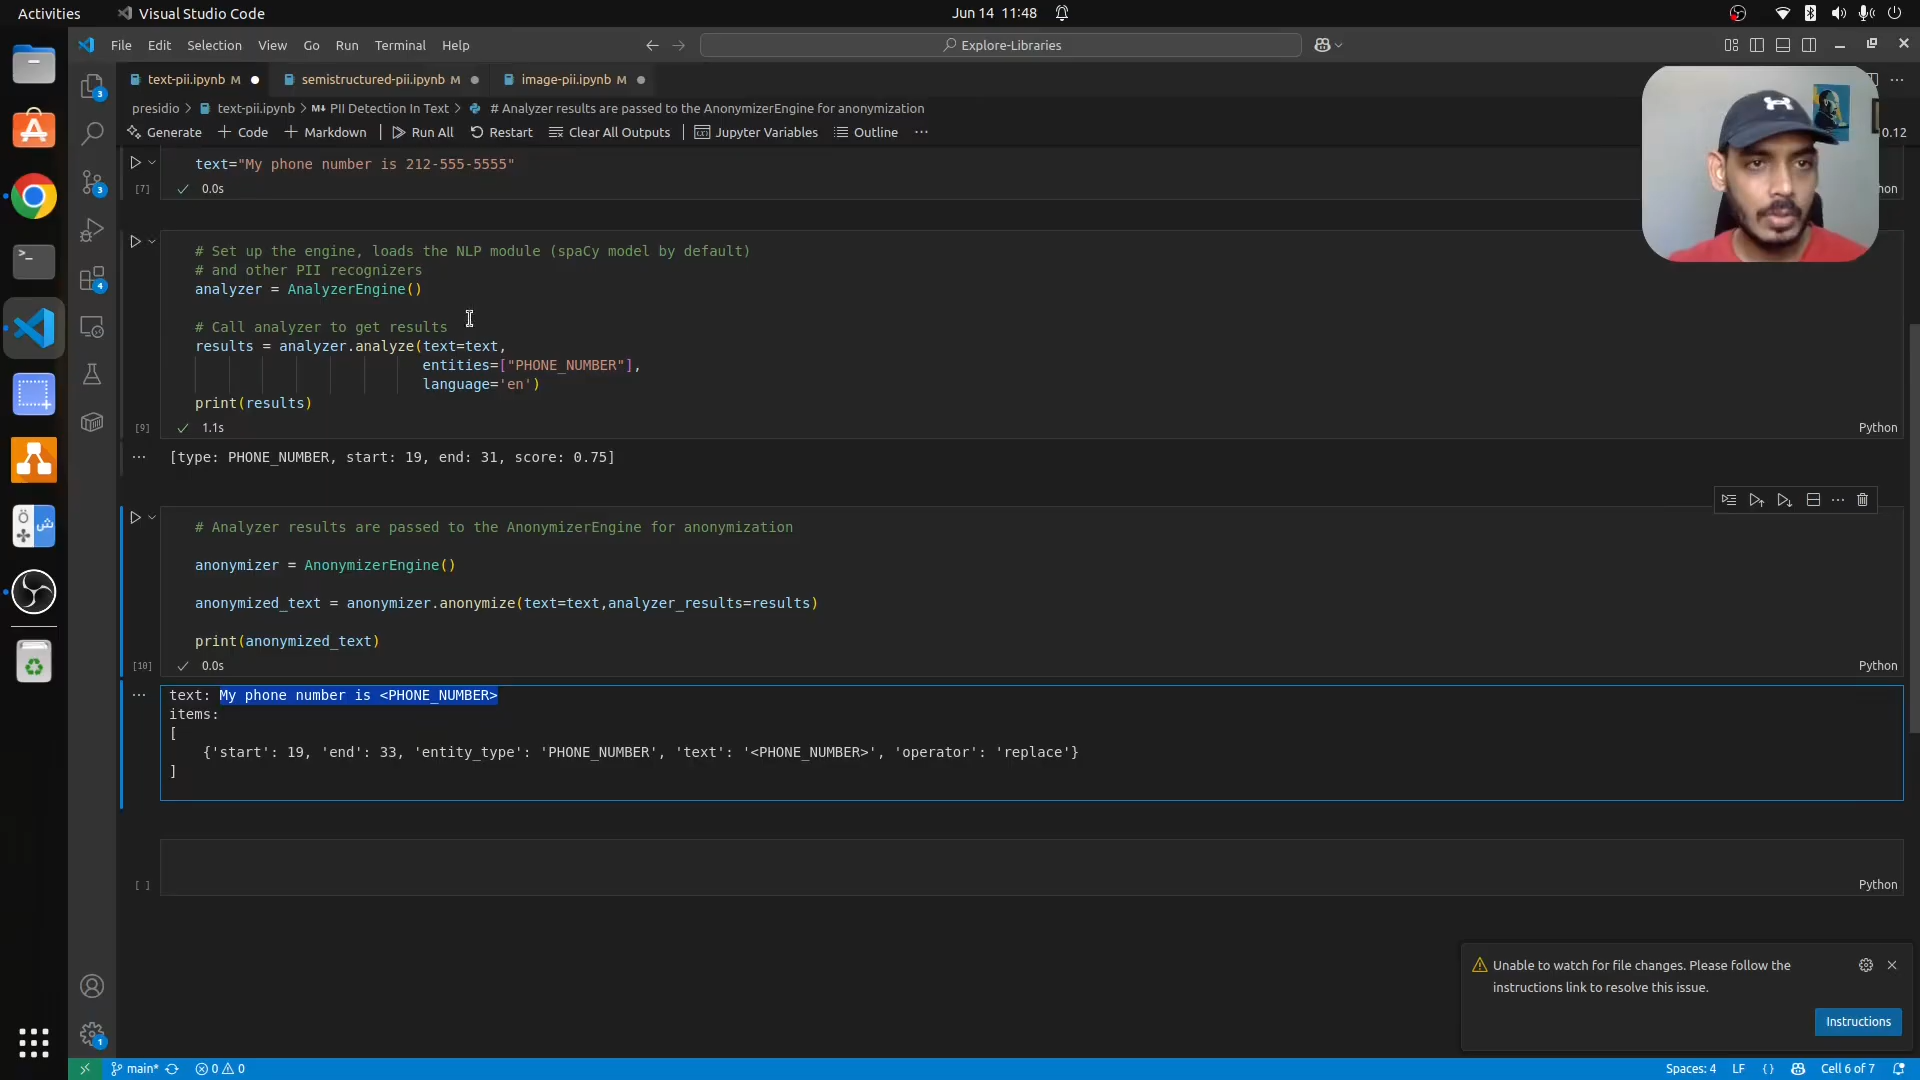 Activities
Visual Studio Code
Jun 14 11:48
File Edit Selection View Go Run Terminal Help
Explore-Libraries
text-pii.ipynb M
semistructured-pii.ipynb M
image-pii.ipynb M
presidio > text-pii.ipynb > M↓ PII Detection In Text > # Analyzer results are passed to the AnonymizerEngine for anonymization
Generate + Code + Markdown Run All Restart Clear All Outputs Jupyter Variables Outline ...
0.12
text="My phone number is 212-555-5555"
[7] 0.0s
# Set up the engine, loads the NLP module (spaCy model by default)
# and other PII recognizers
analyzer = AnalyzerEngine()
# Call analyzer to get results
results = analyzer.analyze(text=text,
entities=["PHONE_NUMBER"],
language='en')
print(results)
[9] 1.1s
Python
[type: PHONE_NUMBER, start: 19, end: 31, score: 0.75]
# Analyzer results are passed to the AnonymizerEngine for anonymization
anonymizer = AnonymizerEngine()
anonymized_text = anonymizer.anonymize(text=text,analyzer_results=results)
print(anonymized_text)
[10] 0.0s
Python
text: My phone number is <PHONE_NUMBER>
items:
[
{'start': 19, 'end': 33, 'entity_type': 'PHONE_NUMBER', 'text': '<PHONE_NUMBER>', 'operator': 'replace'}
]
[ ]
Python
Unable to watch for file changes. Please follow the
instructions link to resolve this issue.
Instructions
main* 0 0
Spaces: 4 LF { } Cell 6 of 7